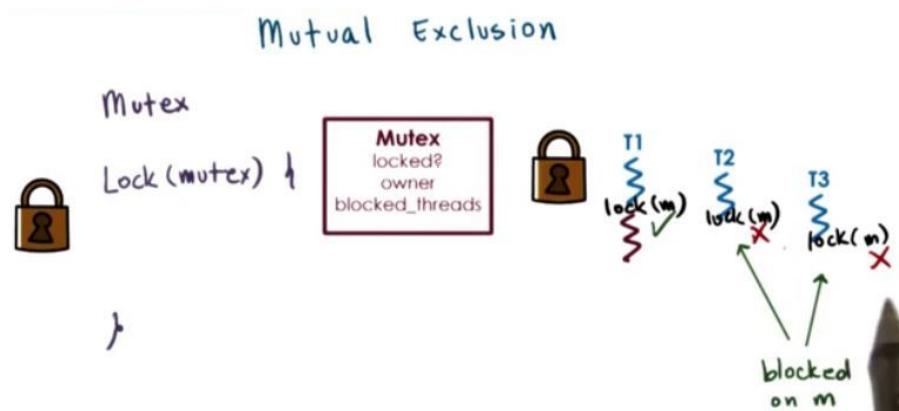 Mutual Exclusion
Mutex
Lock (mutex) {
}
Mutex
locked?
owner
blocked_threads
T1
lock (m)
T2
lock (m)
T3
lock (m)
blocked
on m